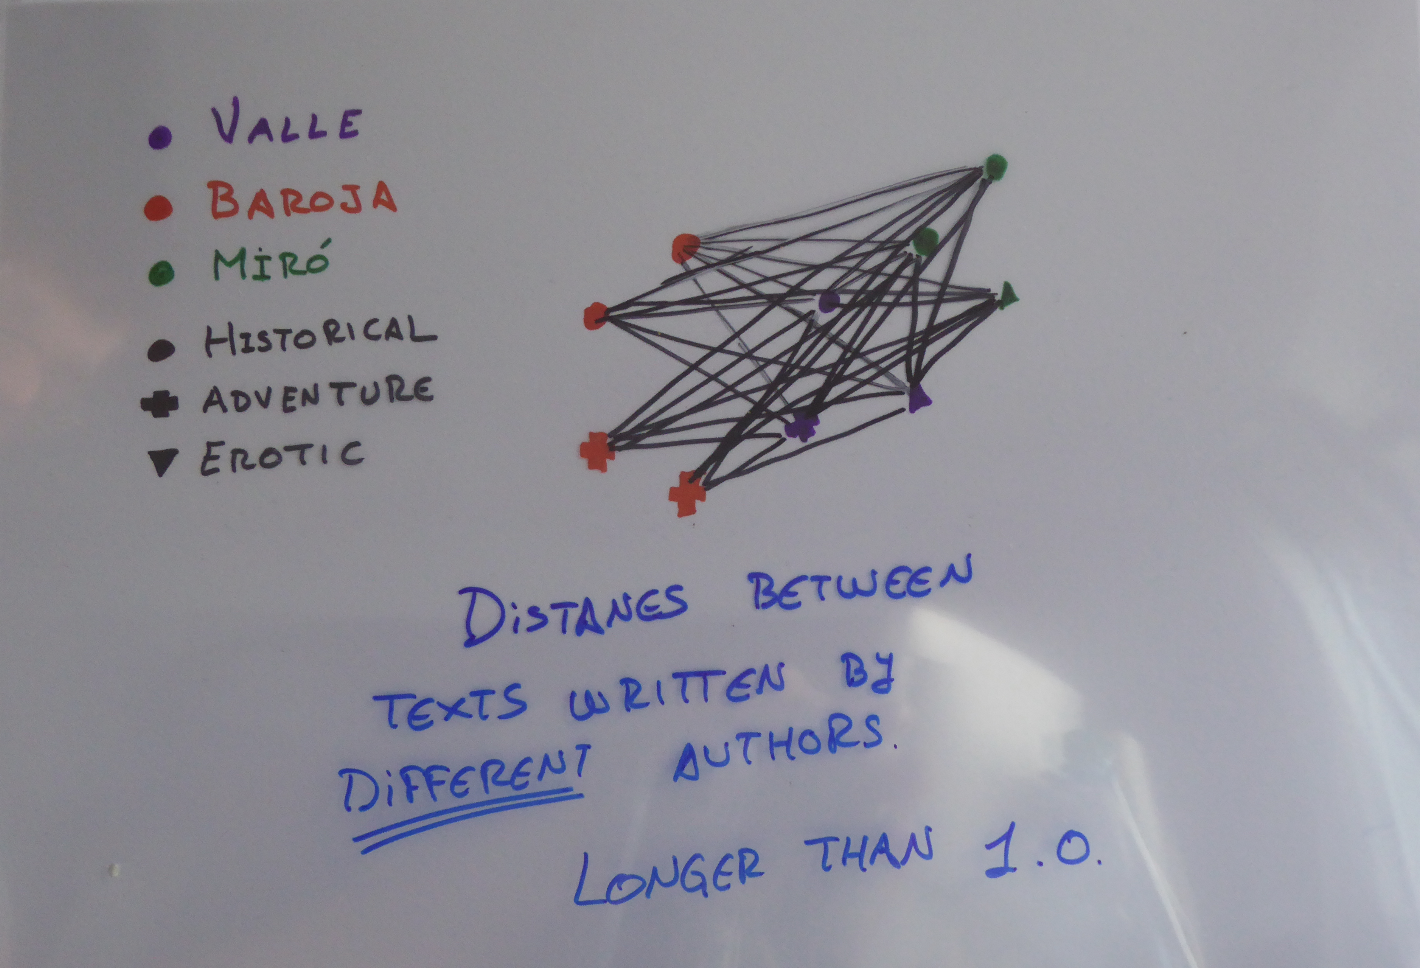 VALLE
BAROJA
MIRÓ
HISTORICAL
ADVENTURE
EROTIC
DISTANES BETWEEN
TEXTS WRITTEN BY
DIFFERENT AUTHORS.
LONGER THAN 1.0.